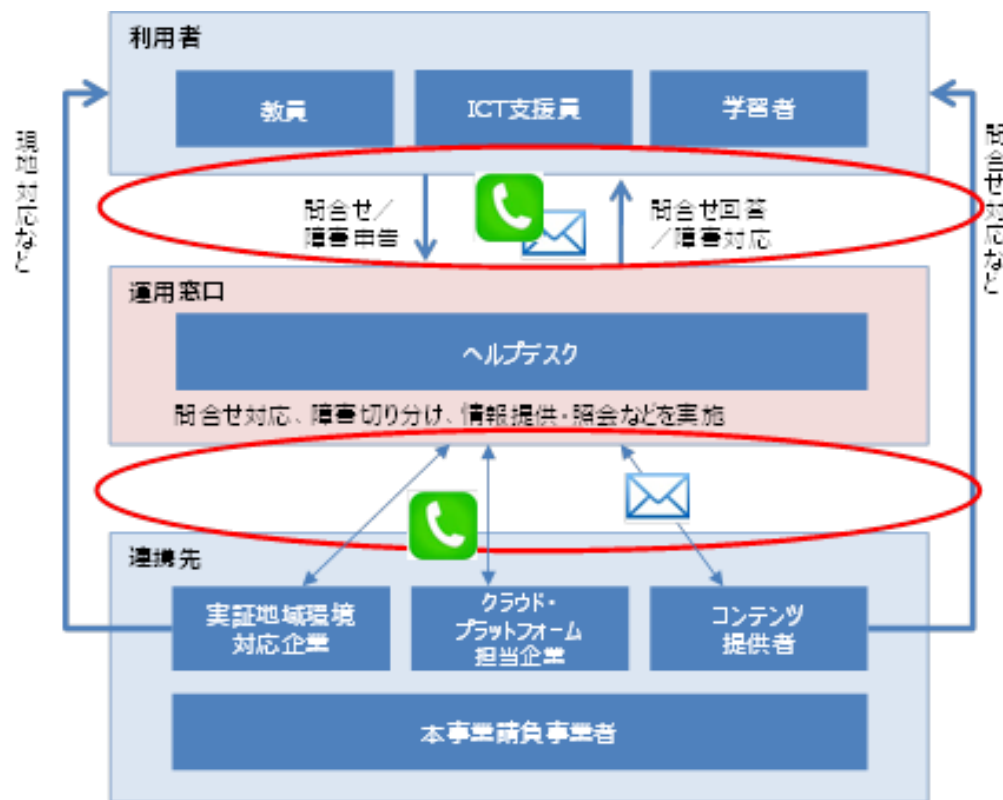 利用者
教員
ICT支援員
学習者
現地対応など
問合せ対応など
問合せ／
障害申告
問合せ回答
／障害対応
運用窓口
ヘルプデスク
問合せ対応、障害切り分け、情報提供・照会などを実施
連携先
実証地域環境
対応企業
クラウド・
プラットフォーム
担当企業
コンテンツ
提供者
本事業請負事業者